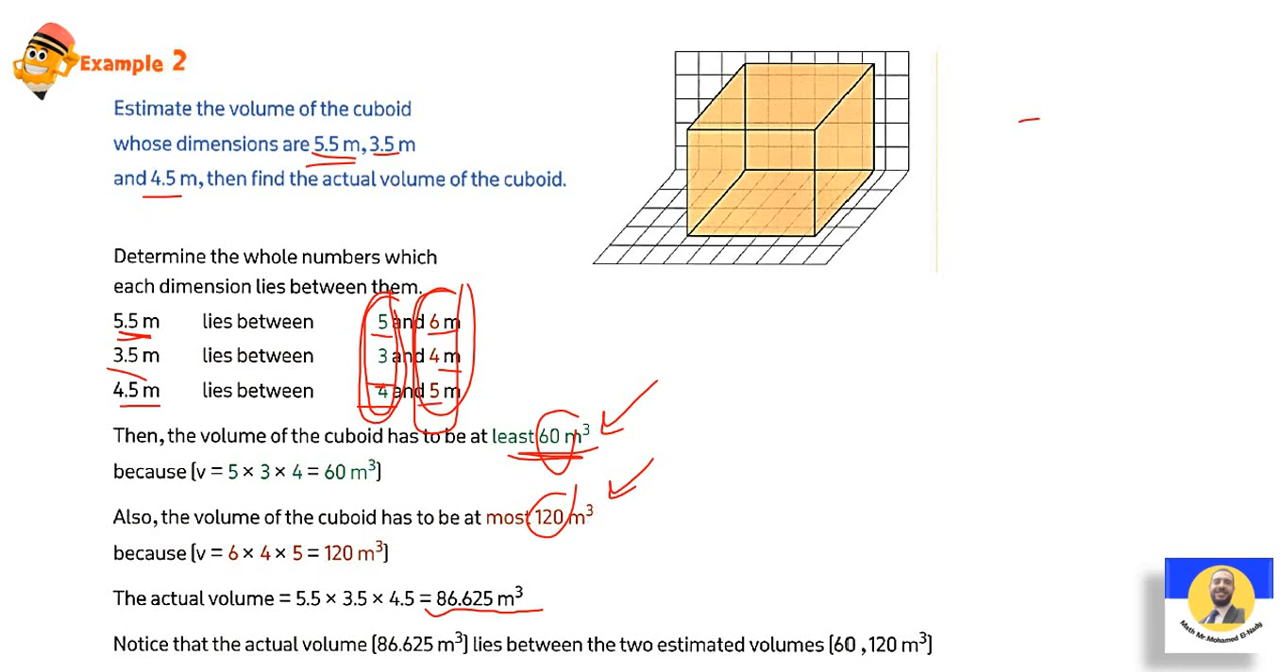 Example 2
Estimate the volume of the cuboid
whose dimensions are 5.5 m, 3.5 m
and 4.5 m, then find the actual volume of the cuboid.
Determine the whole numbers which
each dimension lies between them.
5.5 m lies between 5 and 6 m
3.5 m lies between 3 and 4 m
4.5 m lies between 4 and 5 m
Then, the volume of the cuboid has to be at least 60 m³
because (v = 5 × 3 × 4 = 60 m³)
Also, the volume of the cuboid has to be at most 120 m³
because (v = 6 × 4 × 5 = 120 m³)
The actual volume = 5.5 × 3.5 × 4.5 = 86.625 m³
Notice that the actual volume (86.625 m³) lies between the two estimated volumes (60 , 120 m³)
Math Mr.Mohamed El-Nady